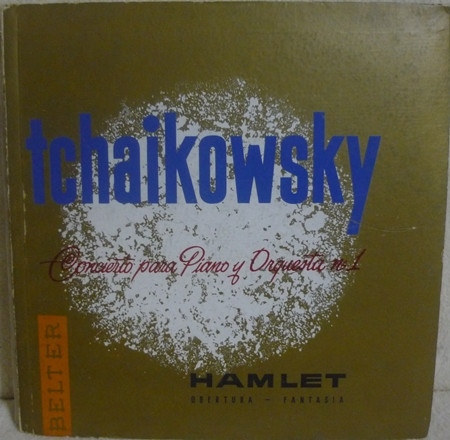 tchaikowsky
Concierto para Piano y Orquesta nº 1
BELTER
HAMLET
OBERTURA - FANTASIA